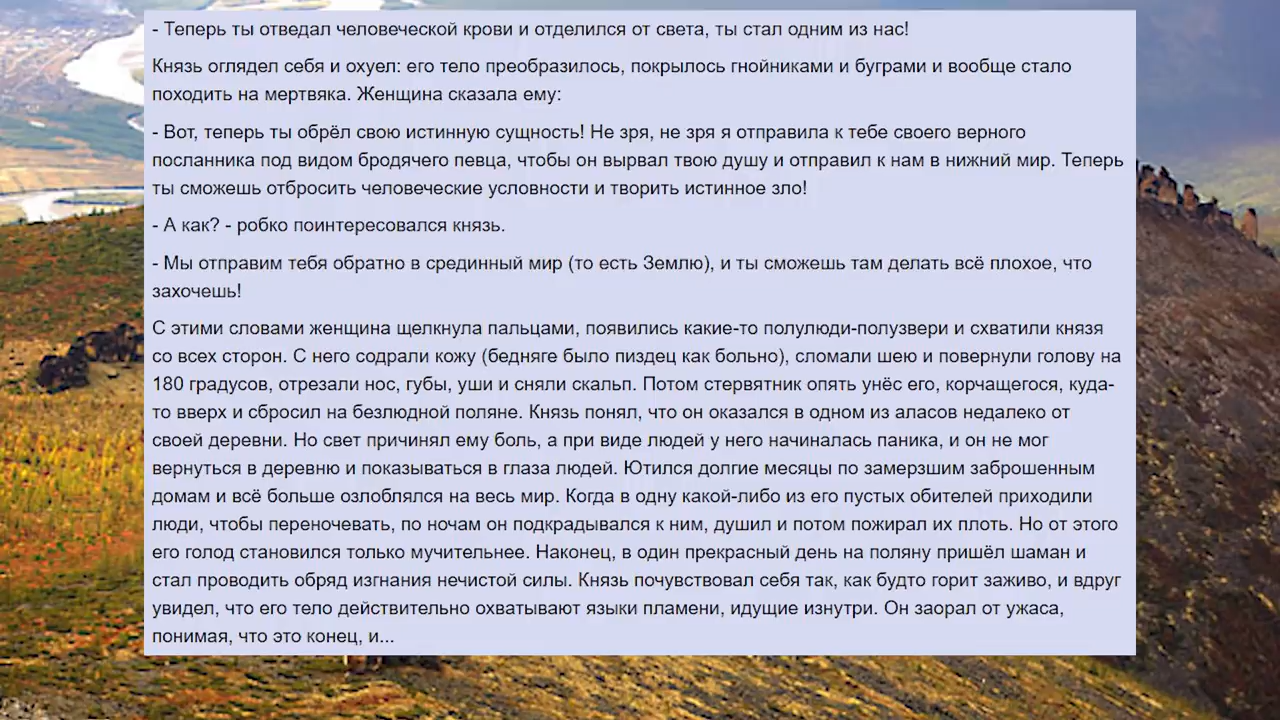 - Теперь ты отведал человеческой крови и отделился от света, ты стал одним из нас!
Князь оглядел себя и охуел: его тело преобразилось, покрылось гнойниками и буграми и вообще стало
походить на мертвяка. Женщина сказала ему:
- Вот, теперь ты обрёл свою истинную сущность! Не зря, не зря я отправила к тебе своего верного
посланника под видом бродячего певца, чтобы он вырвал твою душу и отправил к нам в нижний мир. Теперь
ты сможешь отбросить человеческие условности и творить истинное зло!
- А как? - робко поинтересовался князь.
- Мы отправим тебя обратно в срединный мир (то есть Землю), и ты сможешь там делать всё плохое, что
захочешь!
С этими словами женщина щелкнула пальцами, появились какие-то полулюди-полузвери и схватили князя
со всех сторон. С него содрали кожу (бедняге было пиздец как больно), сломали шею и повернули голову на
180 градусов, отрезали нос, губы, уши и сняли скальп. Потом стервятник опять унёс его, корчащегося, куда-
то вверх и сбросил на безлюдной поляне. Князь понял, что он оказался в одном из аласов недалеко от
своей деревни. Но свет причинял ему боль, а при виде людей у него начиналась паника, и он не мог
вернуться в деревню и показываться в глаза людей. Ютился долгие месяцы по замерзшим заброшенным
домам и всё больше озлоблялся на весь мир. Когда в одну какой-либо из его пустых обителей приходили
люди, чтобы переночевать, по ночам он подкрадывался к ним, душил и потом пожирал их плоть. Но от этого
его голод становился только мучительнее. Наконец, в один прекрасный день на поляну пришёл шаман и
стал проводить обряд изгнания нечистой силы. Князь почувствовал себя так, как будто горит заживо, и вдруг
увидел, что его тело действительно охватывают языки пламени, идущие изнутри. Он заорал от ужаса,
понимая, что это конец, и...